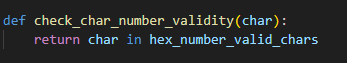 def check_char_number_validity(char):
    return char in hex_number_valid_chars